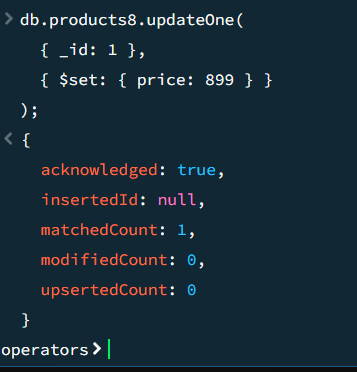 > db.products8.updateOne(
{ _id: 1 },
{ $set: { price: 899 } }
);
< {
acknowledged: true,
insertedId: null,
matchedCount: 1,
modifiedCount: 0,
upsertedCount: 0
}
operators>